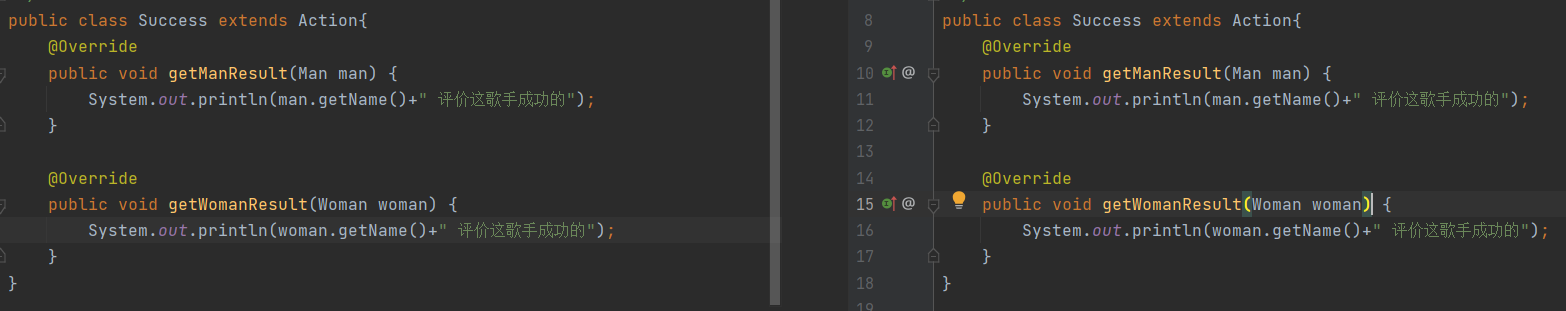 public class Success extends Action{
    @Override
    public void getManResult(Man man) {
        System.out.println(man.getName()+" 评价这歌手成功的");
    }
    @Override
    public void getWomanResult(Woman woman) {
        System.out.println(woman.getName()+" 评价这歌手成功的");
    }
}
8 public class Success extends Action{
9     @Override
10 @     public void getManResult(Man man) {
11         System.out.println(man.getName()+" 评价这歌手成功的");
12     }
13
14     @Override
15 @     public void getWomanResult(Woman woman) {
16         System.out.println(woman.getName()+" 评价这歌手成功的");
17     }
18 }
19